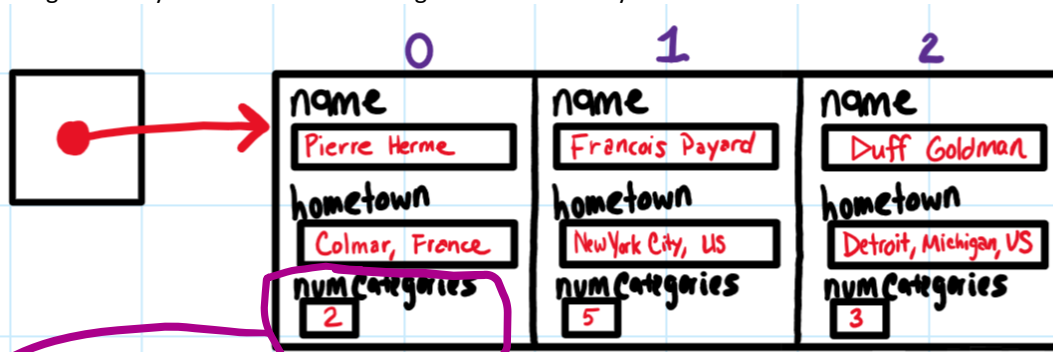 0 1 2
name name name
Pierre Herme Francois Payard Duff Goldman
hometown hometown hometown
Colmar, France New York City, US Detroit, Michigan, US
numCategories numCategories numCategories
2 5 3